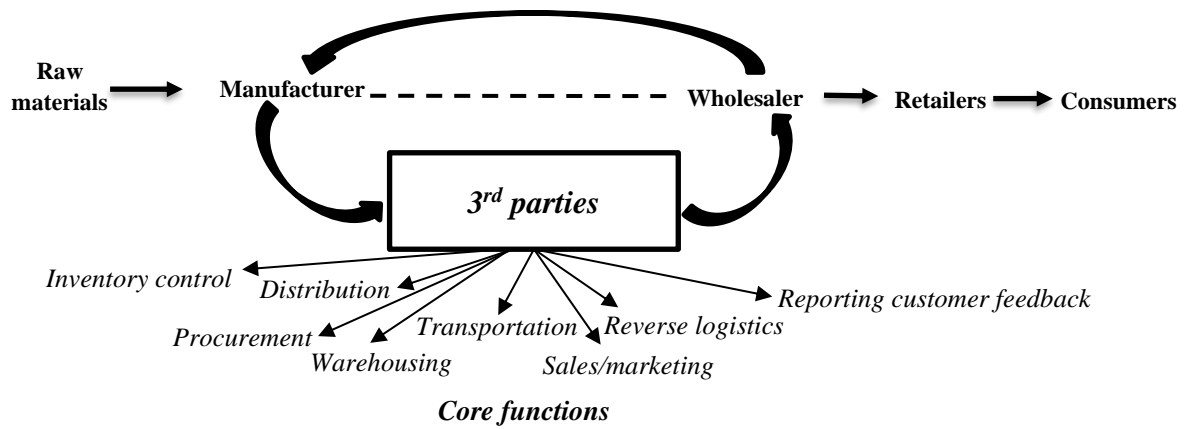 Raw
materials
Manufacturer
Wholesaler
Retailers
Consumers
3rd parties
Inventory control
Distribution
Reporting customer feedback
Procurement
Transportation
Reverse logistics
Warehousing
Sales/marketing
Core functions